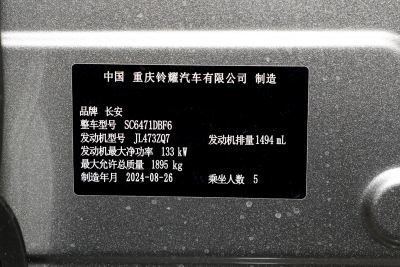 中国 重庆铃耀汽车有限公司 制造
品牌 长安
整车型号 SC6471DBF6
发动机型号 JL473ZQ7 发动机排量 1494 mL
发动机最大净功率 133 kW
最大允许总质量 1895 kg
制造年月 2024-08-26 乘坐人数 5